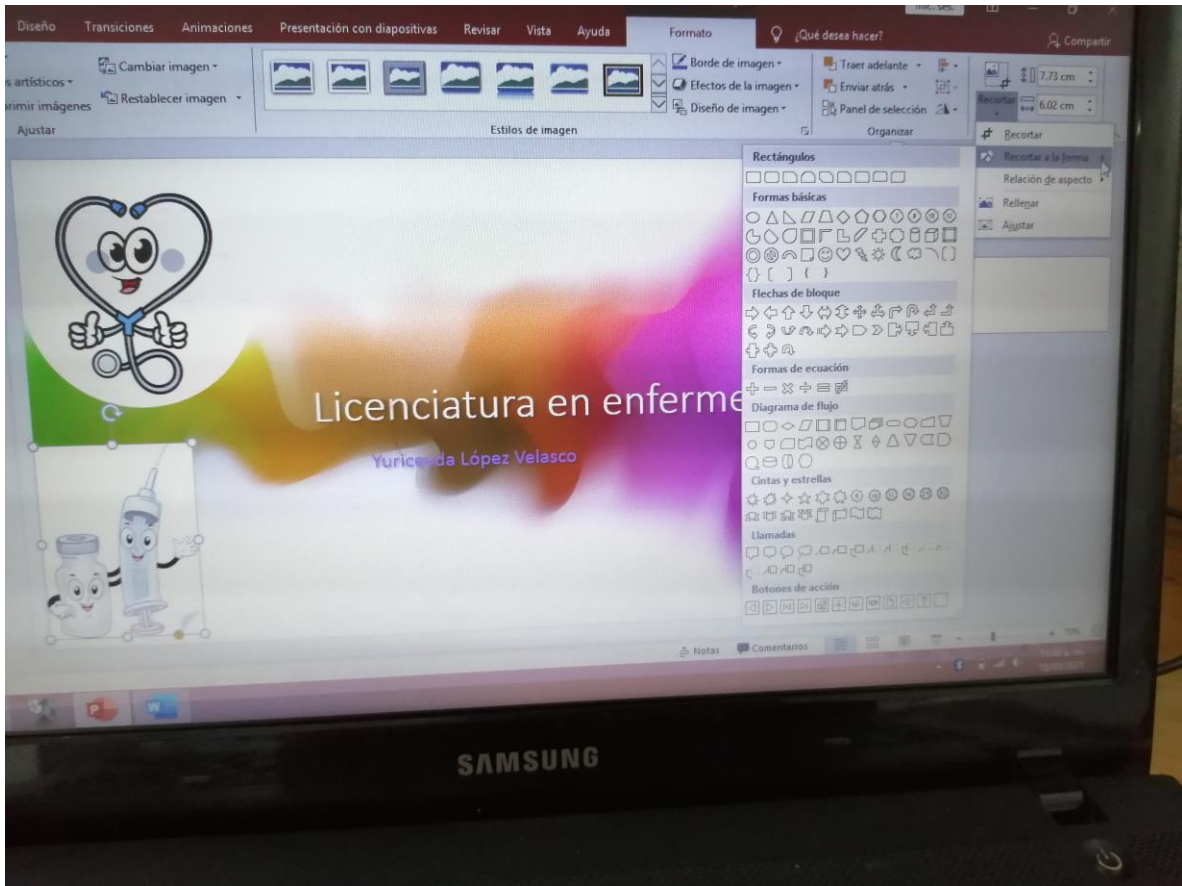 Diseño Transiciones Animaciones Presentación con diapositivas Revisar Vista Ayuda Formato ¿Qué desea hacer? Compartir
Cambiar imagen
Restablecer imagen
s artísticos
rimir imágenes
Ajustar
Estilos de imagen
Borde de imagen
Efectos de la imagen
Diseño de imagen
Traer adelante
Enviar atrás
Panel de selección
Organizar
7.73 cm
Recortar 6.02 cm
Recortar
Recortar a la forma
Relación de aspecto
Rellenar
Ajustar
Rectángulos
Formas básicas
Flechas de bloque
Formas de ecuación
Diagrama de flujo
Cintas y estrellas
Llamadas
Botones de acción
Licenciatura en enferme
López Velasco
Notas Comentarios 70%
SAMSUNG